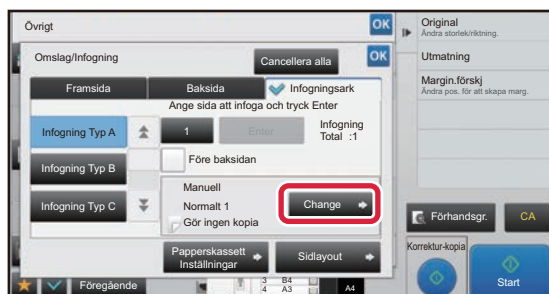 Övrigt
OK
Omslag/Infogning
Cancellera alla
OK
Framsida
Baksida
Infogningsark
Ange sida att infoga och tryck Enter
Infogning Typ A
1
Enter
Infogning
Total :1
Infogning Typ B
Före baksidan
Infogning Typ C
Manuell
Normalt 1
Gör ingen kopia
Change
Papperskassett
Inställningar
Sidlayout
Föregående
3 B4
4 A3
A4
Original
Ändra storlek/riktning.
Utmatning
Margin.förskj
Ändra pos. för att skapa marg.
Förhandsgr.
CA
Korrektur-kopia
Start